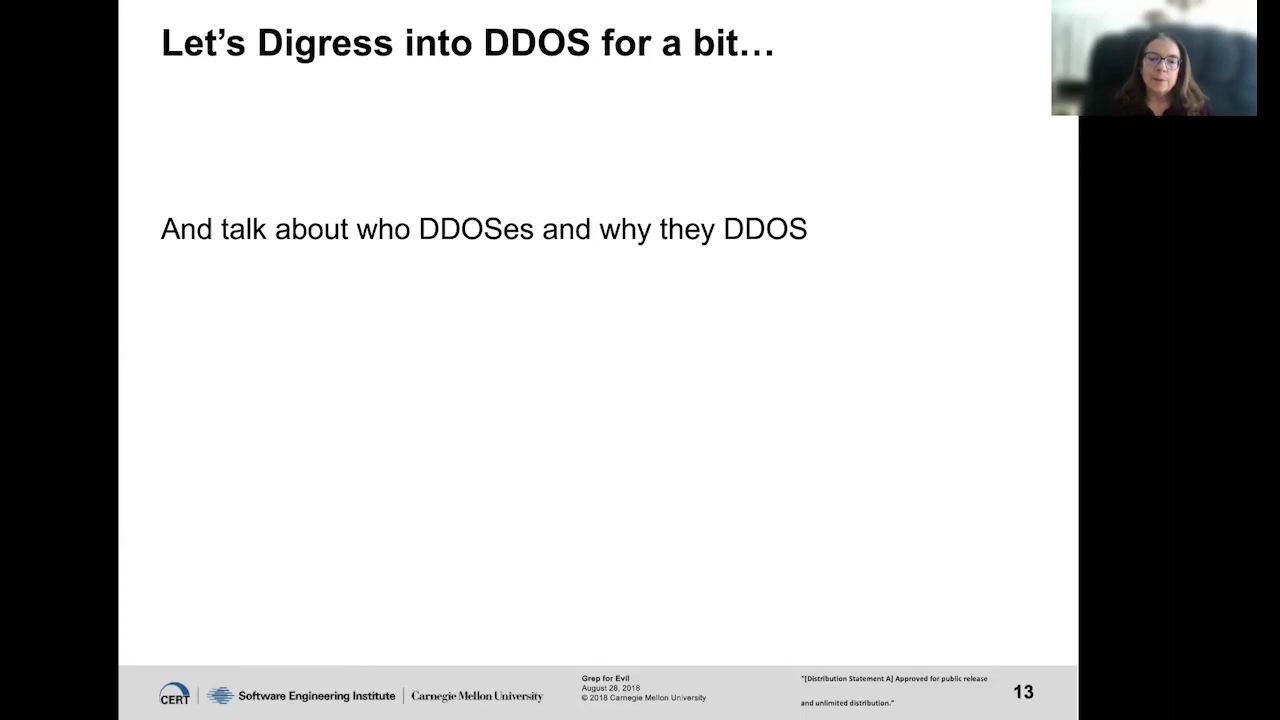 Let’s Digress into DDOS for a bit…
And talk about who DDOSes and why they DDOS
CERT
Software Engineering Institute
Carnegie Mellon University
Grep for Evil
August 28, 2018
© 2018 Carnegie Mellon University
"[Distribution Statement A] Approved for public release
and unlimited distribution."
13